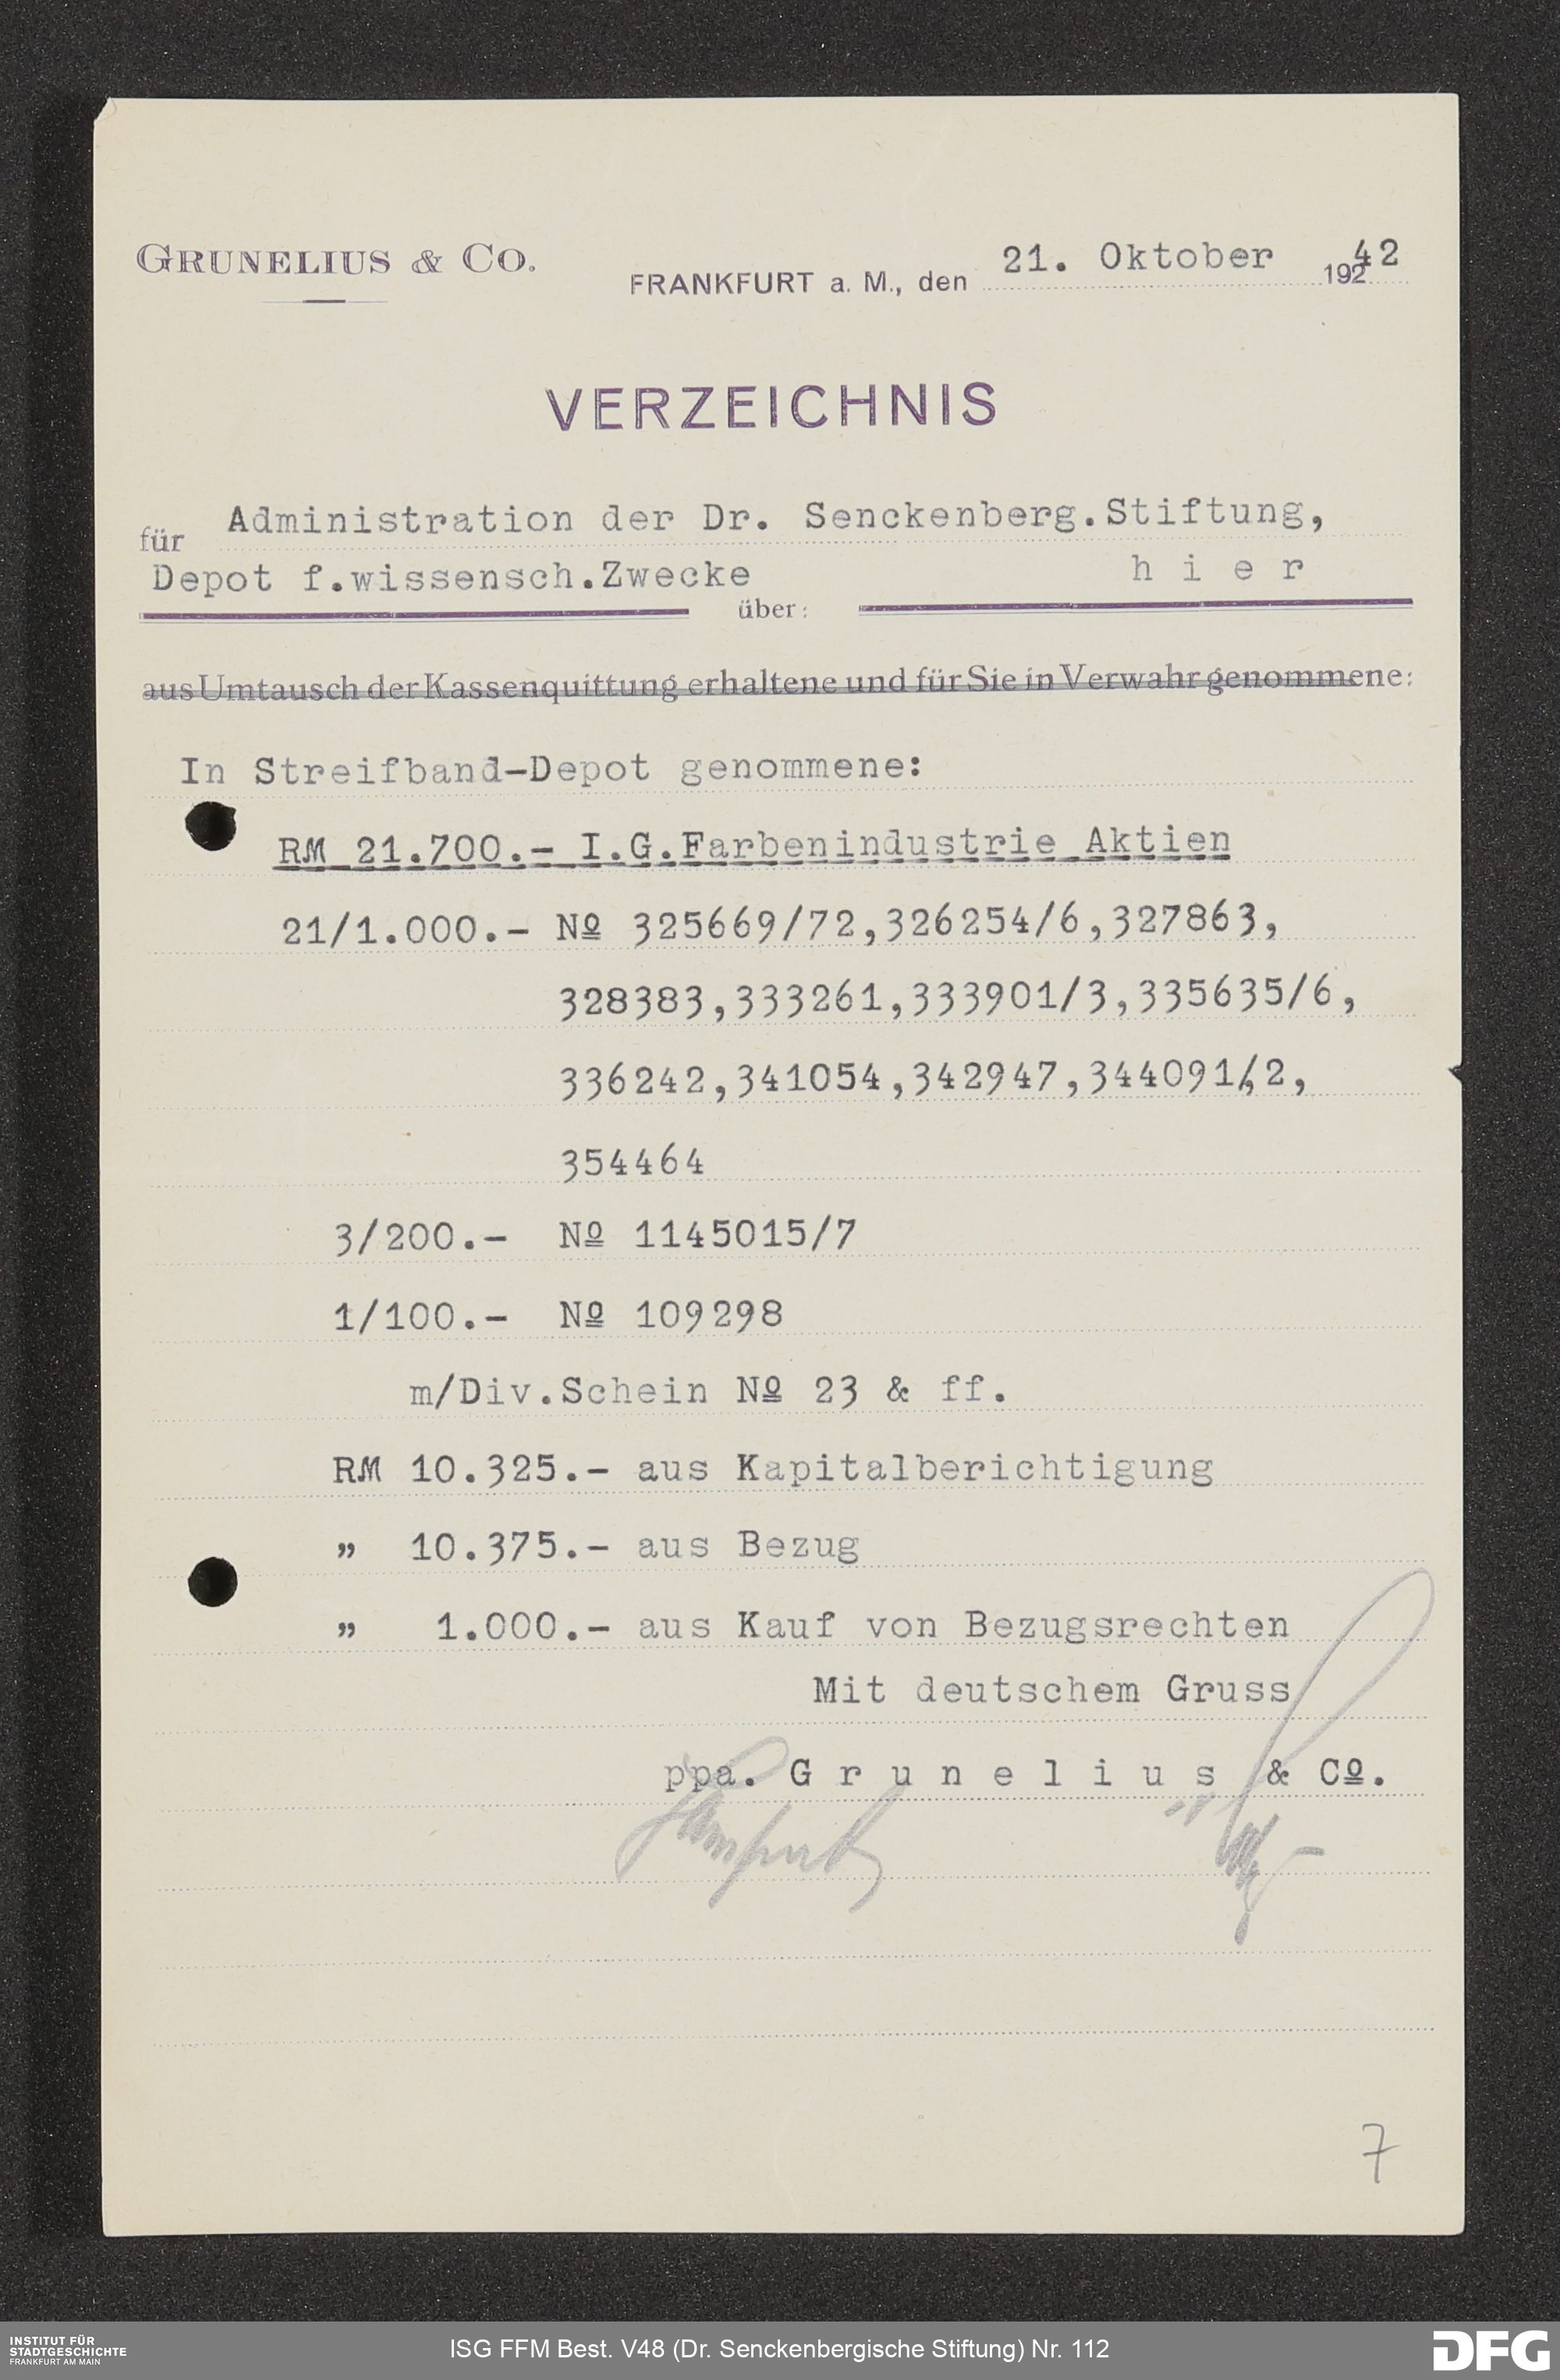 GRUNELIUS & CO.
FRANKFURT a. M., den 21. Oktober 19242
VERZEICHNIS
für Administration der Dr. Senckenberg.Stiftung,
Depot f.wissensch.Zwecke h i e r
über:
aus Umtausch der Kassenquittung erhaltene und für Sie in Verwahr genommene:
In Streifband-Depot genommene:
RM 21.700.- I.G.Farbenindustrie Aktien
21/1.000.- Nº 325669/72,326254/6,327863,
328383,333261,333901/3,335635/6,
336242,341054,342947,344091/2,
354464
3/200.- Nº 1145015/7
1/100.- Nº 109298
m/Div.Schein Nº 23 & ff.
RM 10.325.- aus Kapitalberichtigung
" 10.375.- aus Bezug
" 1.000.- aus Kauf von Bezugsrechten
Mit deutschem Gruss
ppa. G r u n e l i u s & Cº.
7
INSTITUT FÜR
STADTGESCHICHTE
FRANKFURT AM MAIN
ISG FFM Best. V48 (Dr. Senckenbergische Stiftung) Nr. 112
DFG